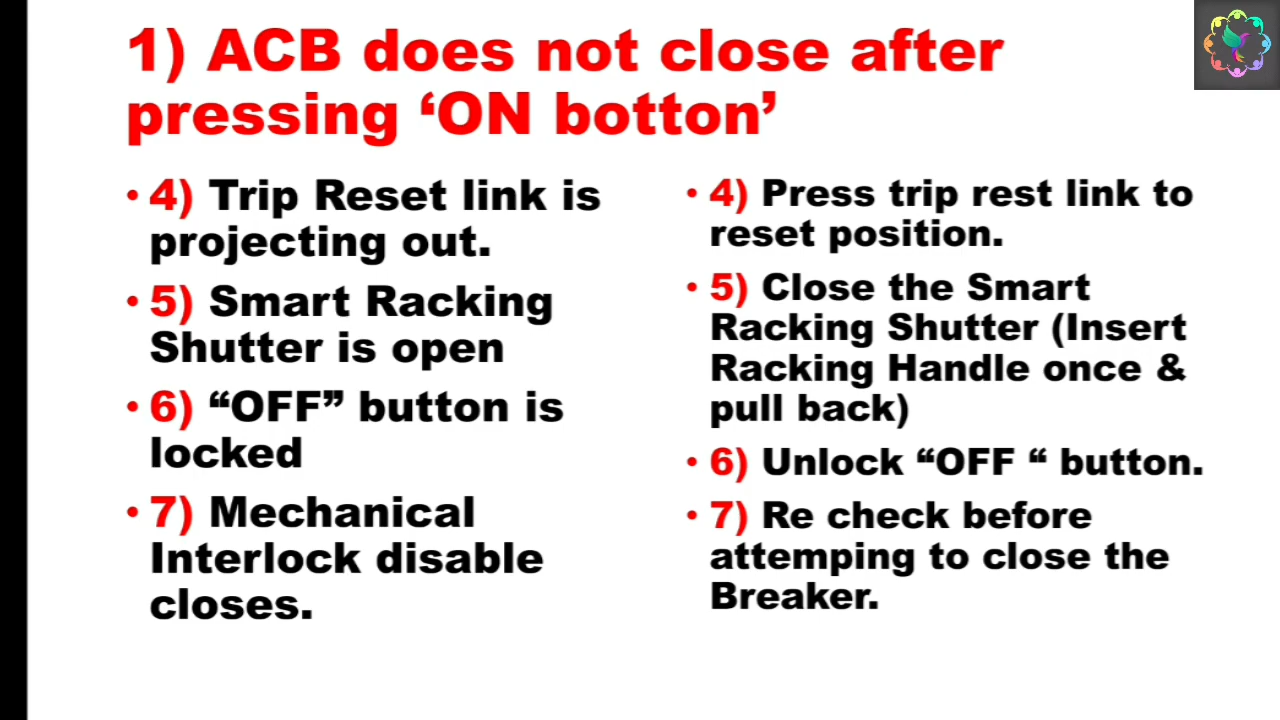 1) ACB does not close after
pressing ‘ON botton’
• 4) Trip Reset link is
projecting out.
• 5) Smart Racking
Shutter is open
• 6) “OFF” button is
locked
• 7) Mechanical
Interlock disable
closes.
• 4) Press trip rest link to
reset position.
• 5) Close the Smart
Racking Shutter (Insert
Racking Handle once &
pull back)
• 6) Unlock “OFF “ button.
• 7) Re check before
attemping to close the
Breaker.